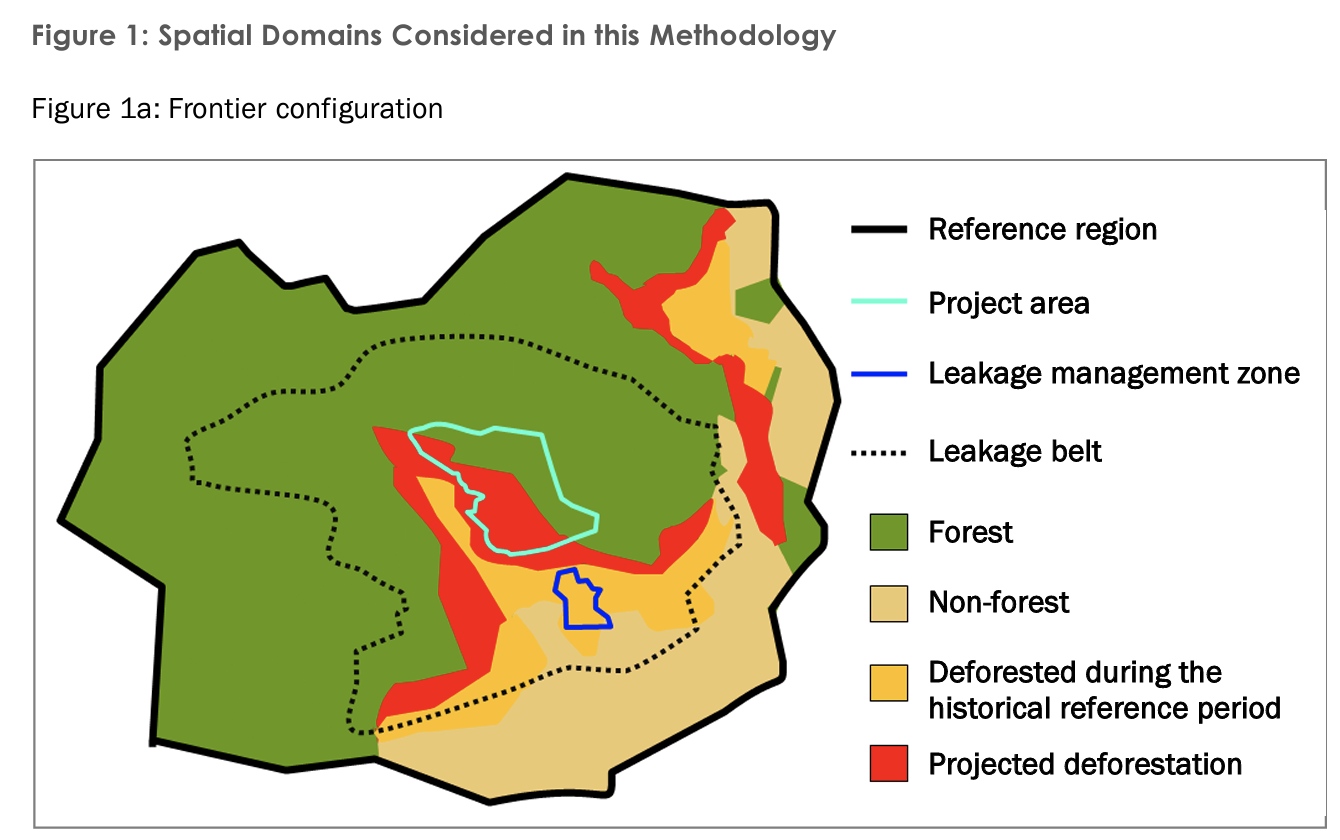 Figure 1: Spatial Domains Considered in this Methodology
Figure 1a: Frontier configuration
Reference region
Project area
Leakage management zone
Leakage belt
Forest
Non-forest
Deforested during the
historical reference period
Projected deforestation